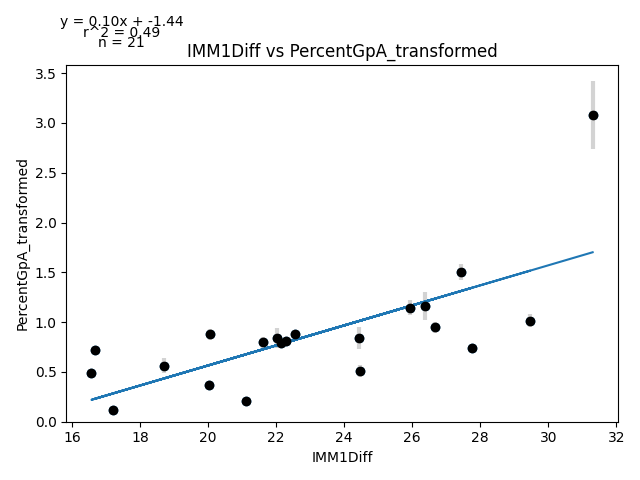 y = 0.10x + -1.44
r^2 = 0.49
n = 21
IMM1Diff vs PercentGpA_transformed
3.5
3.0
2.5
2.0
1.5
1.0
0.5
0.0
PercentGpA_transformed
16 18 20 22 24 26 28 30 32
IMM1Diff